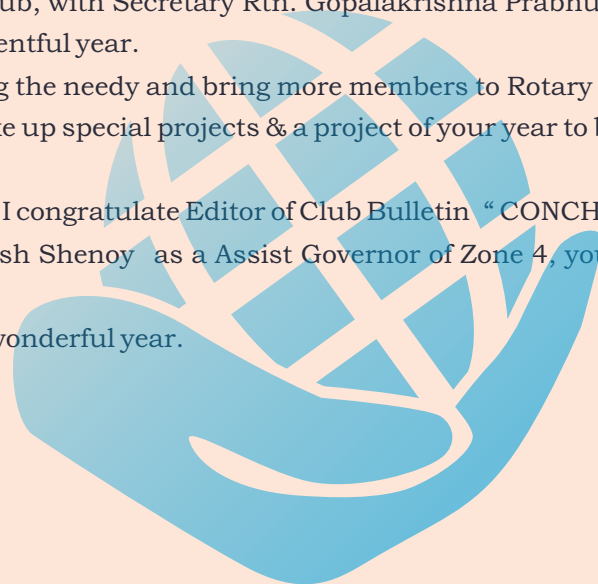 ub, with Secretary Rtn. Gopalakrishna Prabhu
entful year.
g the needy and bring more members to Rotary
ke up special projects & a project of your year to b
I congratulate Editor of Club Bulletin “ CONCH
sh Shenoy as a Assist Governor of Zone 4, you
wonderful year.